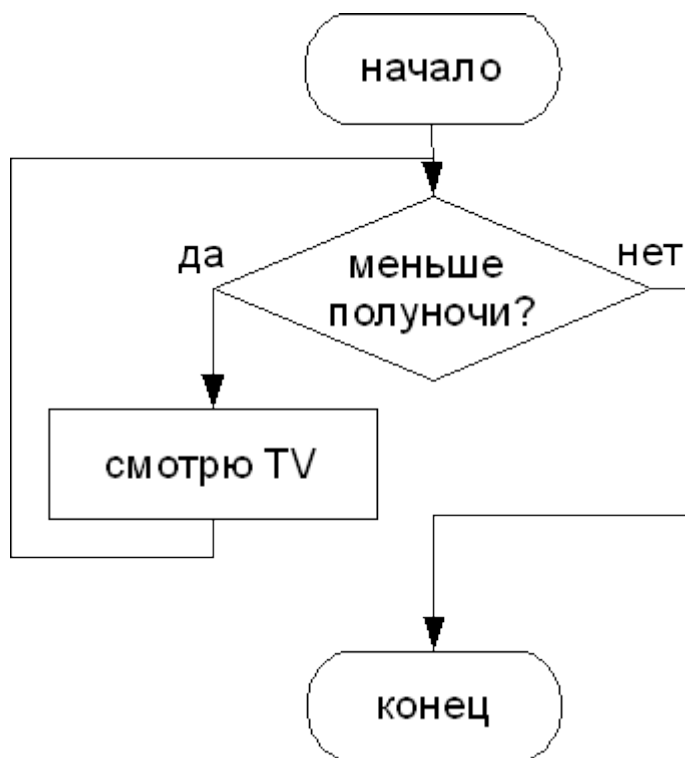 начало
да
меньше
нет
полуночи?
смотрю TV
конец